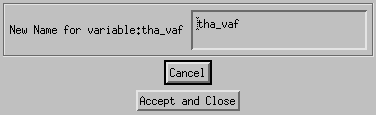 New Name for variable:tha_vaf tha_vaf
Cancel
Accept and Close